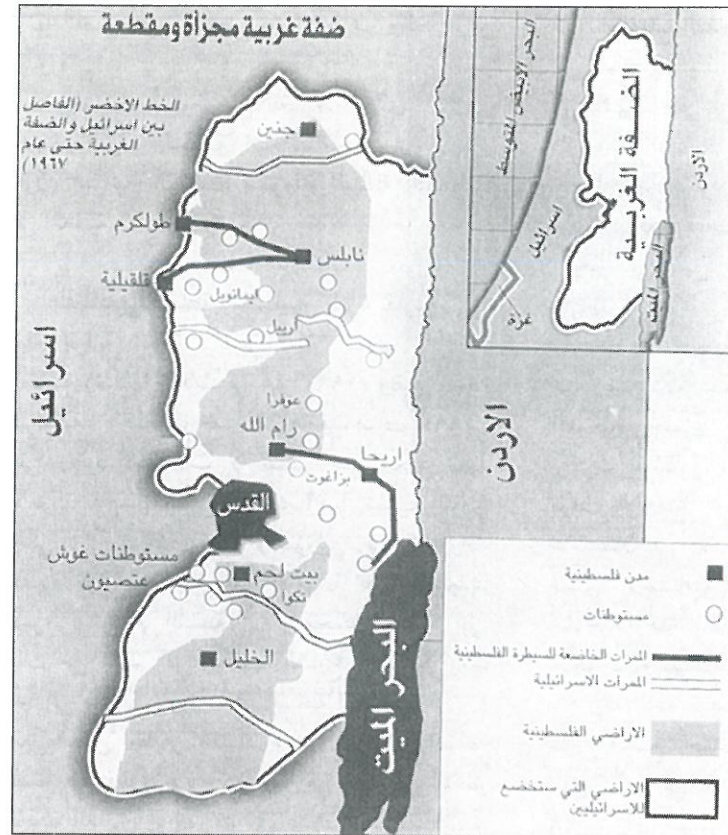 ضفة غربية مجزأة ومقطعة
الخط الاخضر (الفاصل
بين اسرائيل والضفة
الغربية حتى عام
١٩٦٧)
جنين
طولكرم
نابلس
قلقيلية
ايمانويل
ارييل
عوفرا
رام الله
اريحا
بزاغوت
القدس
مستوطنات غوش
عتصيون
بيت لحم
تكوا
الخليل
البحر الميت
اسرائيل
الاردن
البحر الابيض المتوسط
الضفة الغربية
الاردن
اسرائيل
البحر الميت
غزة
مدن فلسطينية
مستوطنات
الممرات الخاضعة للسيطرة الفلسطينية
الممرات الاسرائيلية
الاراضي الفلسطينية
الاراضي التي ستخضع
للاسرائيليين